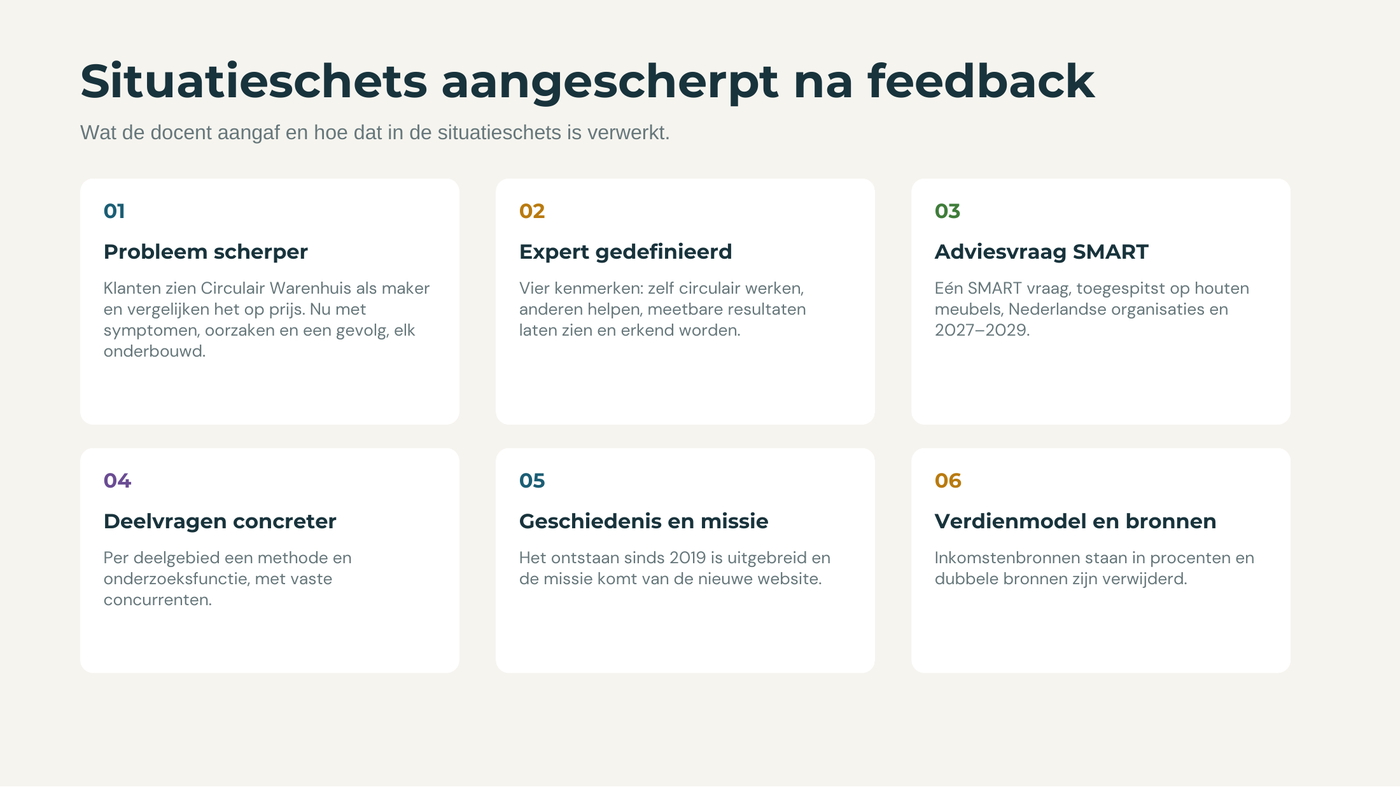 Situatieschets aangescherpt na feedback
Wat de docent aangaf en hoe dat in de situatieschets is verwerkt.
01
Probleem scherper
Klanten zien Circulair Warenhuis als maker
en vergelijken het op prijs. Nu met
symptomen, oorzaken en een gevolg, elk
onderbouwd.
02
Expert gedefinieerd
Vier kenmerken: zelf circulair werken,
anderen helpen, meetbare resultaten
laten zien en erkend worden.
03
Adviesvraag SMART
Eén SMART vraag, toegespitst op houten
meubels, Nederlandse organisaties en
2027–2029.
04
Deelvragen concreter
Per deelgebied een methode en
onderzoeksfunctie, met vaste
concurrenten.
05
Geschiedenis en missie
Het ontstaan sinds 2019 is uitgebreid en
de missie komt van de nieuwe website.
06
Verdienmodel en bronnen
Inkomstenbronnen staan in procenten en
dubbele bronnen zijn verwijderd.